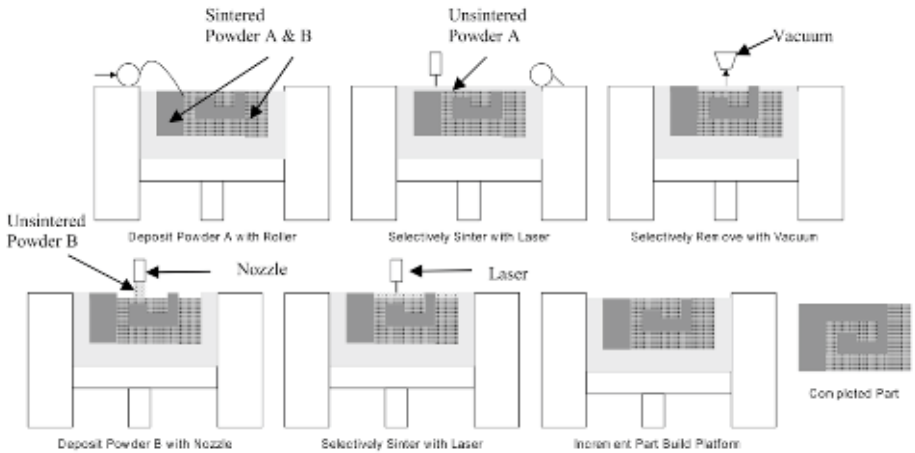 Sintered
Powder A & B
Unsintered
Powder A
Vacuum
Deposit Powder A with Roller
Selectively Sinter with Laser
Selectively Remove with Vacuum
Unsintered
Powder B
Nozzle
Laser
Deposit Powder B with Nozzle
Selectively Sinter with Laser
Increment Part Build Platform
Completed Part